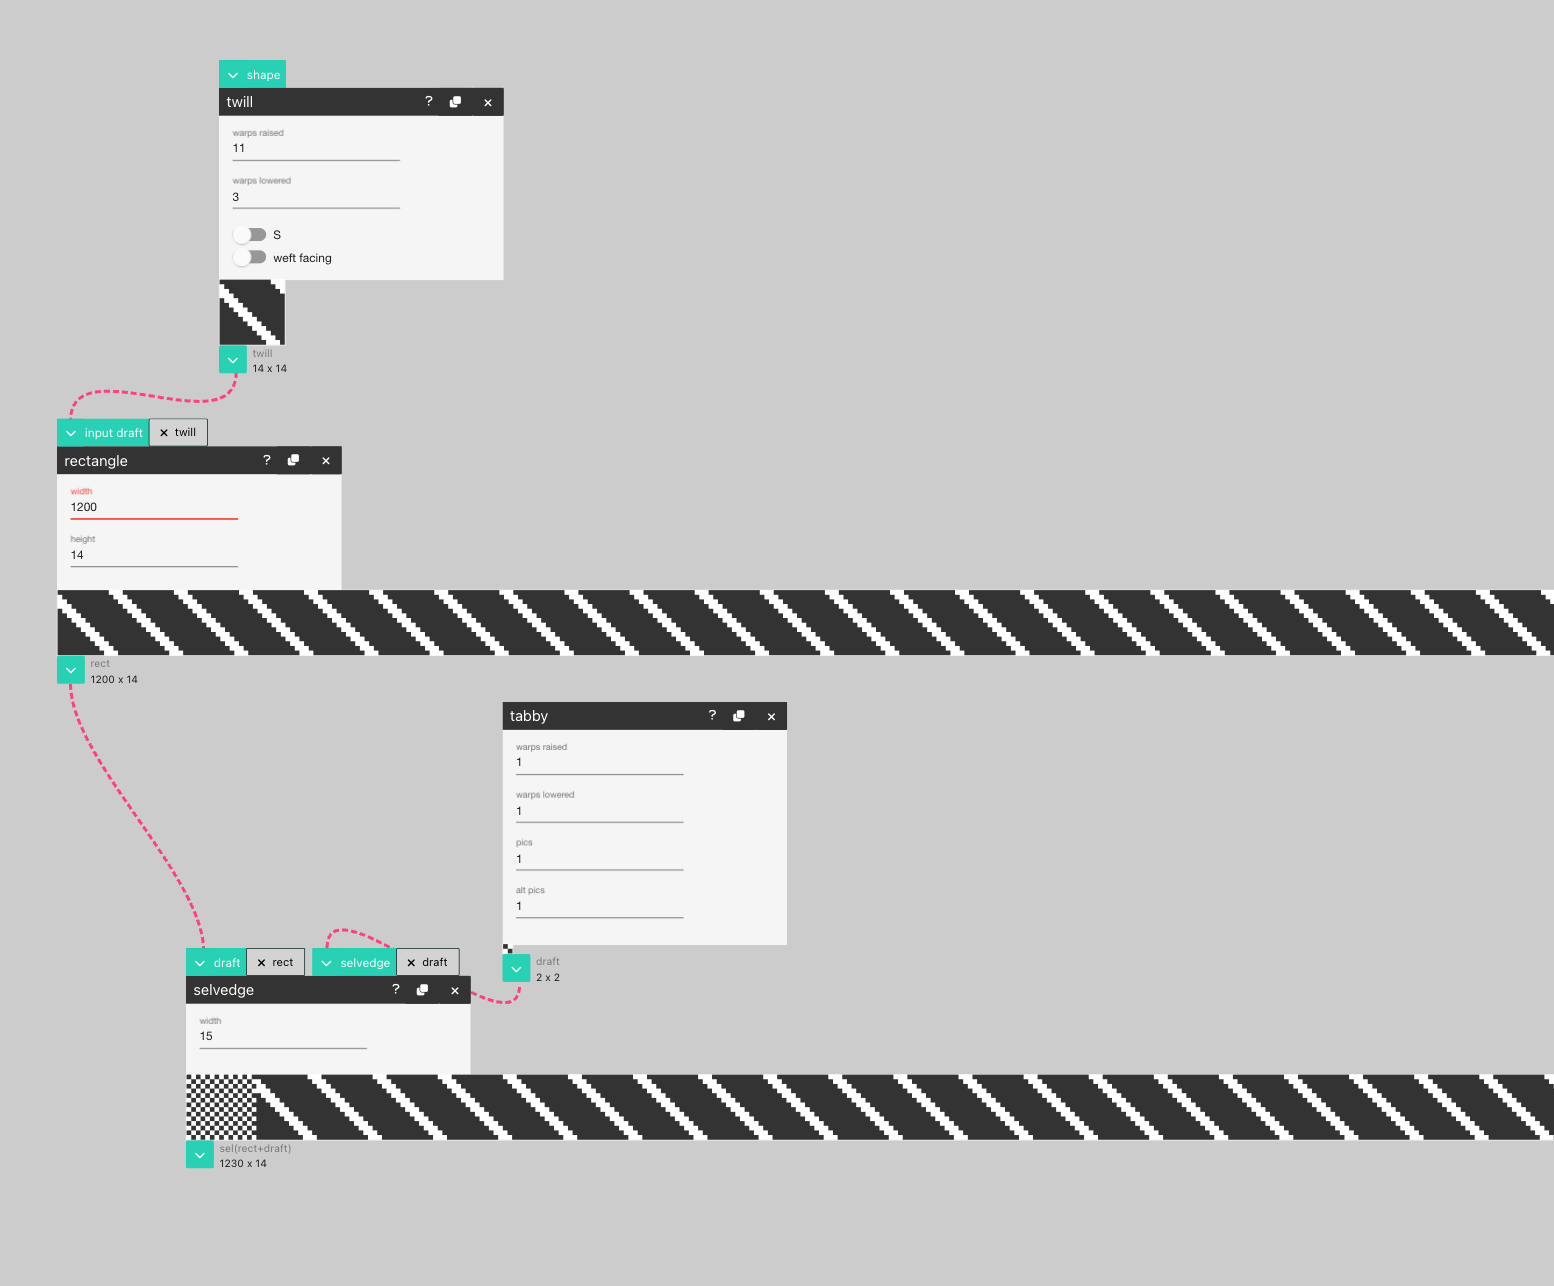 shape
twill ?
warps raised
11
warps lowered
3
S
weft facing
twill
14 x 14
input draft × twill
rectangle ?
width
1200
height
14
rect
1200 x 14
tabby ?
warps raised
1
warps lowered
1
pics
1
alt pics
1
draft
2 x 2
draft × rect selvedge × draft
selvedge ?
width
15
sel(rect+draft)
1230 x 14